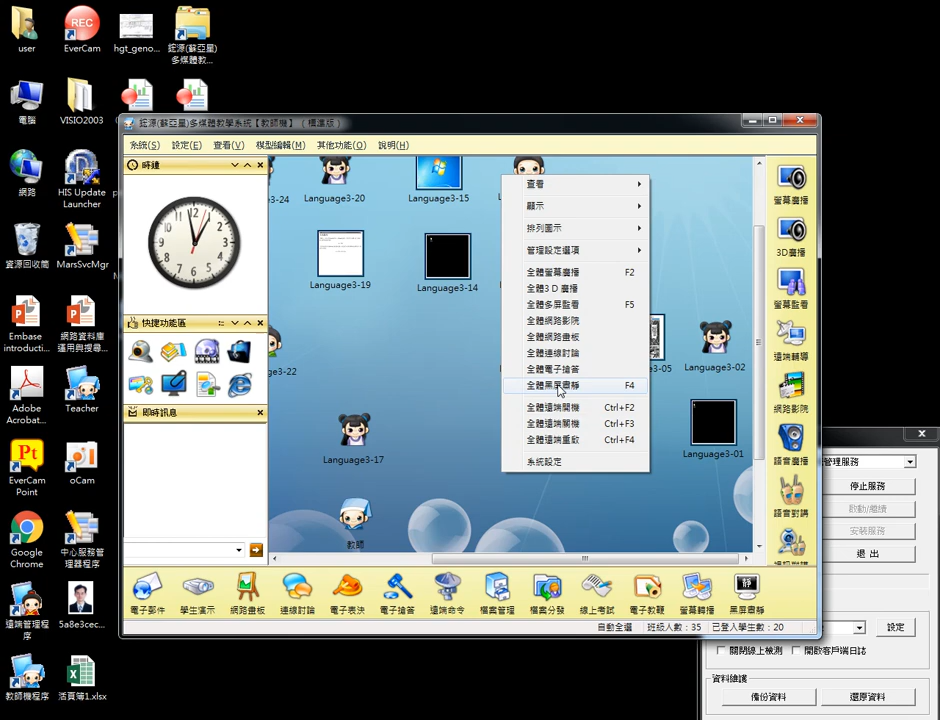 user
REC
EverCam
hgt_geno...
鋐源(蘇亞星)
多媒體教...
電腦
VISIO2003
網路
HIS Update
Launcher
資源回收筒
MarsSvcMgr
Embase
introducti...
網路資料庫
運用與搜尋...
Adobe
Acrobat...
Teacher
Pt
EverCam
Point
oCam
Google
Chrome
中心服務管
理器程序
遠端管理程
序
5a8e3cec...
教師機程序
活頁簿1.xlsx
鋐源(蘇亞星)多媒體教學系統【教師機】 (標準版)
系統(S)
設定(E)
查看(V)
模型編輯(M)
其他功能(O)
說明(H)
時鐘
快捷功能區
即時訊息
3-24
Language3-20
Language3-15
Language3-19
Language3-14
3-22
3-05
Language3-02
Language3-17
Language3-01
教師
查看
顯示
排列圖示
管理設定選項
全體螢幕廣播 F2
全體3 D 廣播
全體多屏監看 F5
全體網路影院
全體網路畫板
全體連線討論
全體電子搶答
全體黑屏肅靜 F4
全體遠端開機 Ctrl+F2
全體遠端關機 Ctrl+F3
全體遠端重啟 Ctrl+F4
系統設定
螢幕廣播
3D廣播
螢幕監看
遠端輔導
網路影院
語音廣播
語音對講
電子郵件
學生演示
網路畫板
連線討論
電子表決
電子搶答
遠端命令
檔案管理
檔案分發
線上考試
電子教鞭
螢幕轉播
靜
黑屏肅靜
自動全選
班級人數：35
已登入學生數：20
管理服務
停止服務
啟動/繼續
安裝服務
退 出
設定
關閉線上檢測
開啟客戶端日誌
資料維護
備份資料
還原資料